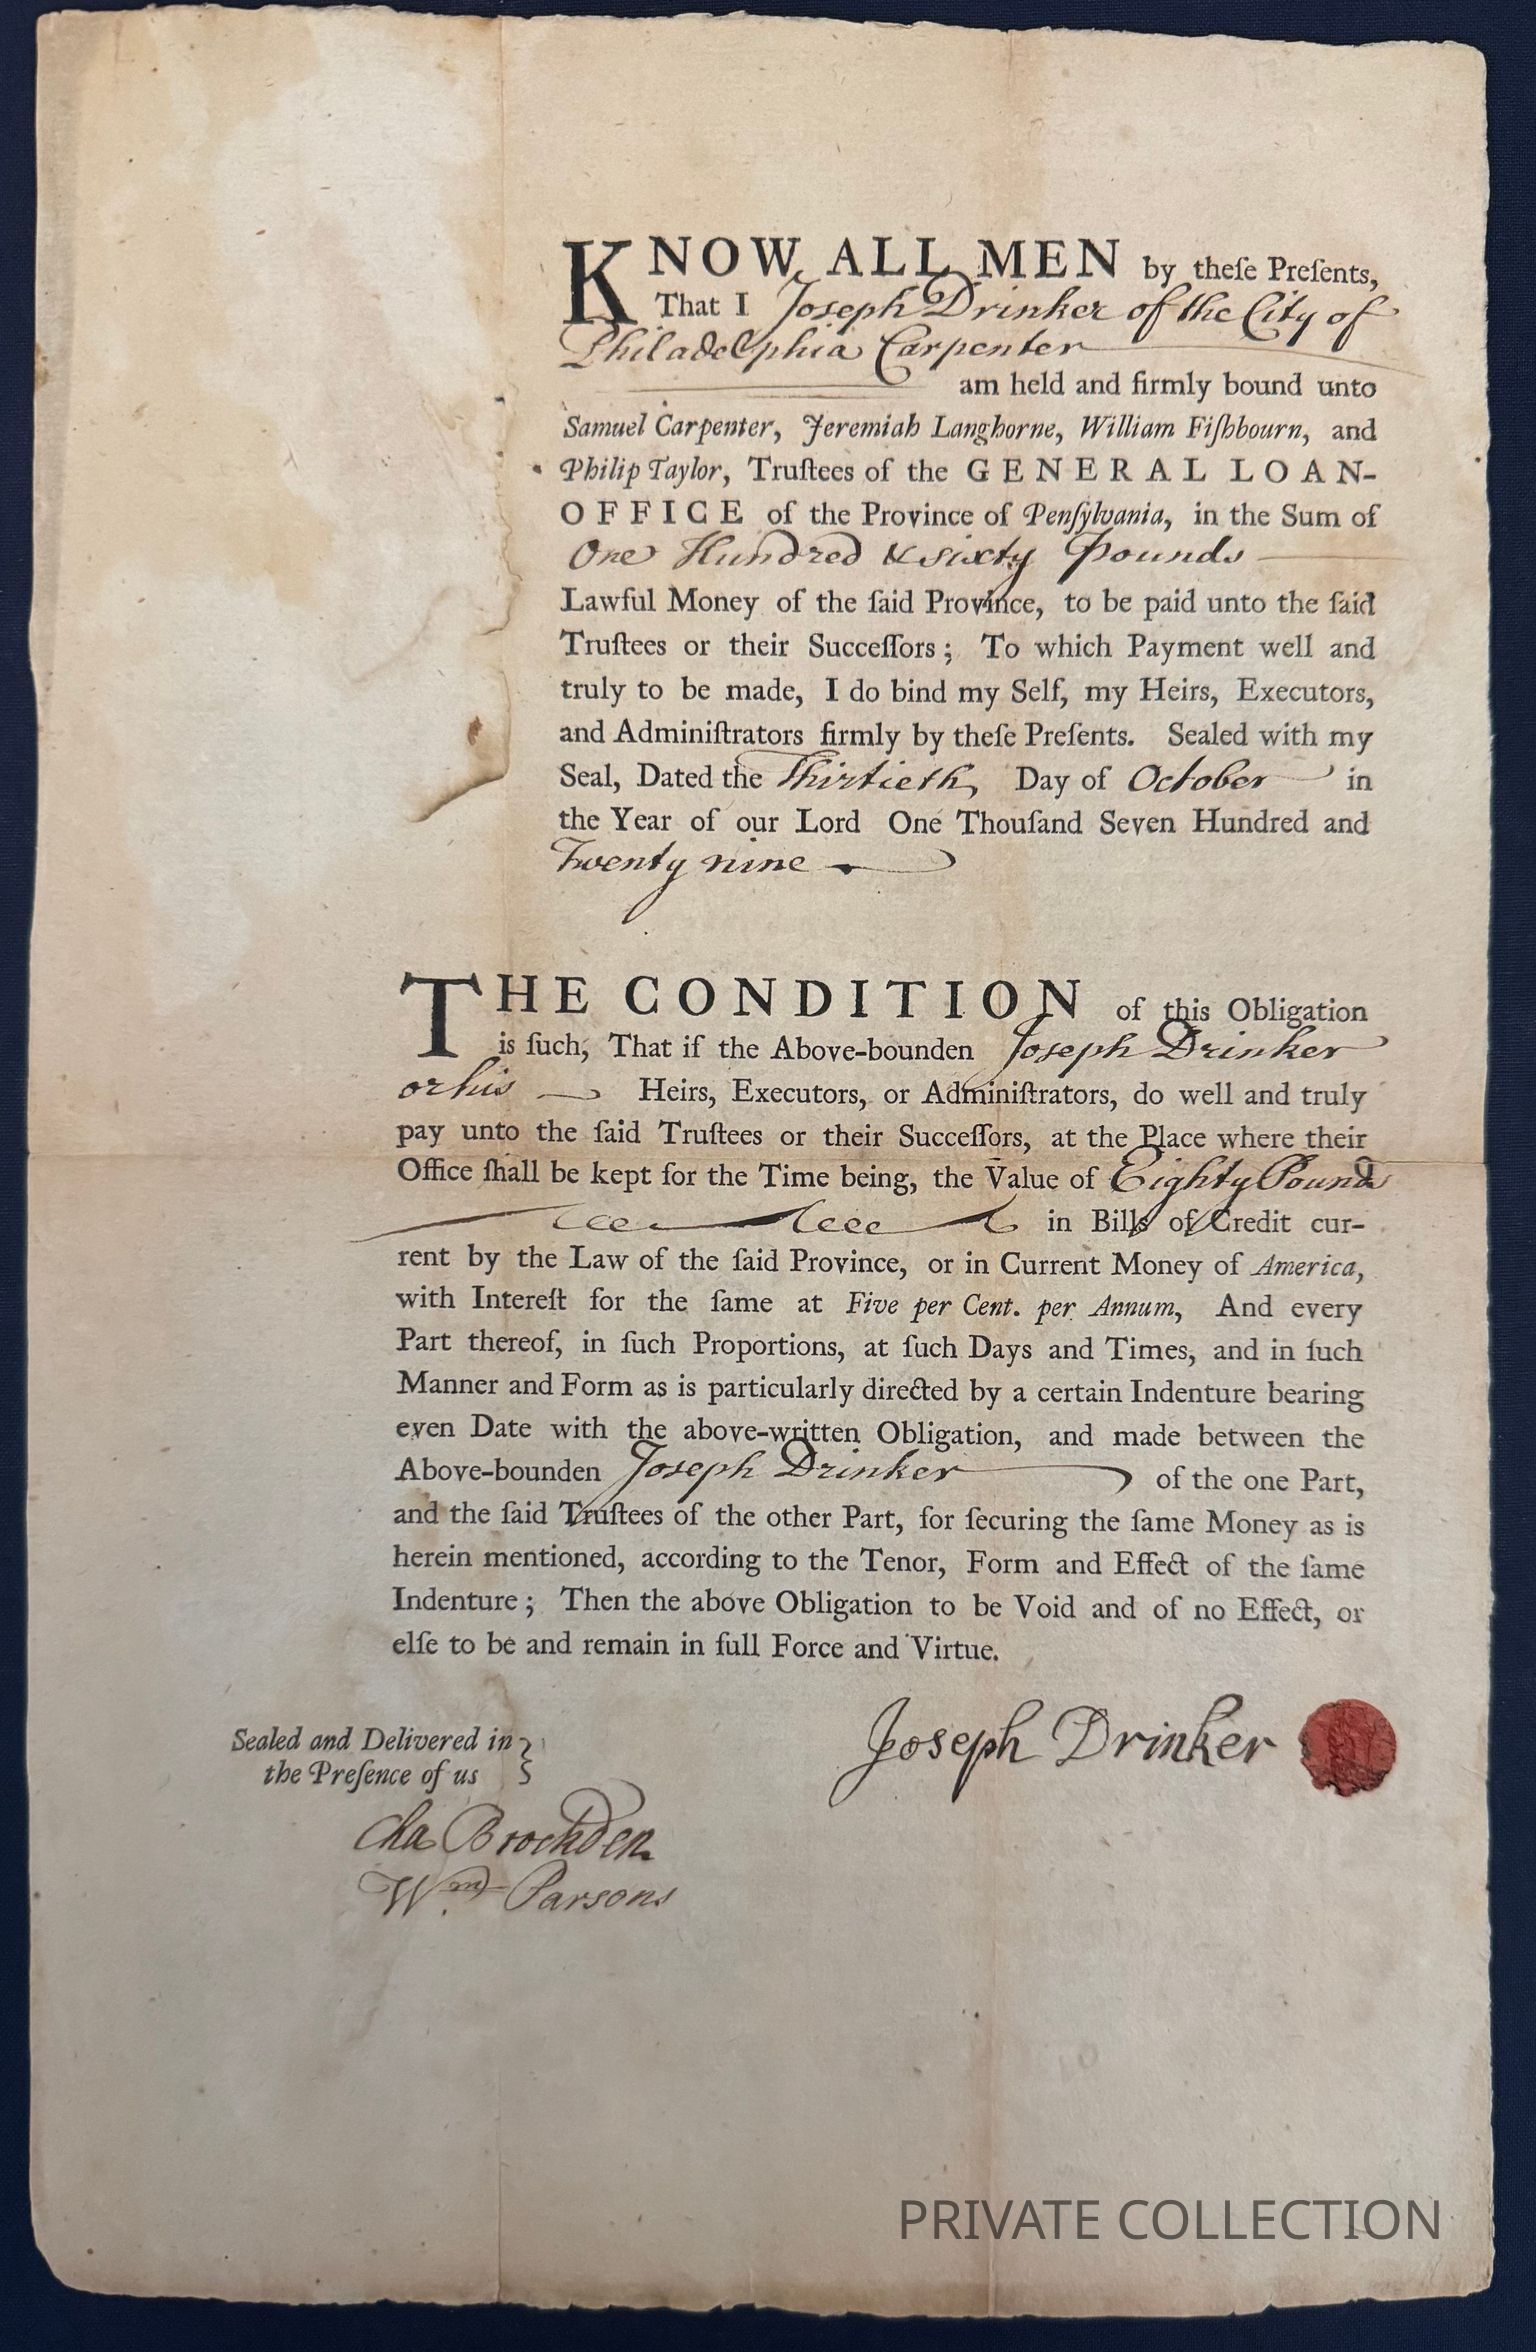 KNOW ALL MEN by theſe Preſents,
That I Joseph Drinker of the City of
Philadelphia Carpenter
am held and firmly bound unto
Samuel Carpenter, Jeremiah Langhorne, William Fiſhbourn, and
Philip Taylor, Truſtees of the GENERAL LOAN-
OFFICE of the Province of Penſylvania, in the Sum of
One Hundred & sixty Pounds
Lawful Money of the ſaid Province, to be paid unto the ſaid
Truſtees or their Succeſſors; To which Payment well and
truly to be made, I do bind my Self, my Heirs, Executors,
and Adminiſtrators firmly by theſe Preſents. Sealed with my
Seal, Dated the Thirtieth Day of October in
the Year of our Lord One Thouſand Seven Hundred and
Twenty nine
THE CONDITION of this Obligation
is ſuch, That if the Above-bounden Joseph Drinker
or his Heirs, Executors, or Adminiſtrators, do well and truly
pay unto the ſaid Truſtees or their Succeſſors, at the Place where their
Office ſhall be kept for the Time being, the Value of Eighty Pounds
in Bills of Credit cur-
rent by the Law of the ſaid Province, or in Current Money of America,
with Intereſt for the ſame at Five per Cent. per Annum, And every
Part thereof, in ſuch Proportions, at ſuch Days and Times, and in ſuch
Manner and Form as is particularly directed by a certain Indenture bearing
even Date with the above-written Obligation, and made between the
Above-bounden Joseph Drinker of the one Part,
and the ſaid Truſtees of the other Part, for ſecuring the ſame Money as is
herein mentioned, according to the Tenor, Form and Effect of the ſame
Indenture; Then the above Obligation to be Void and of no Effect, or
elſe to be and remain in full Force and Virtue.
Joseph Drinker
Sealed and Delivered in
the Preſence of us
Cha Brockden
Wm Parsons
PRIVATE COLLECTION